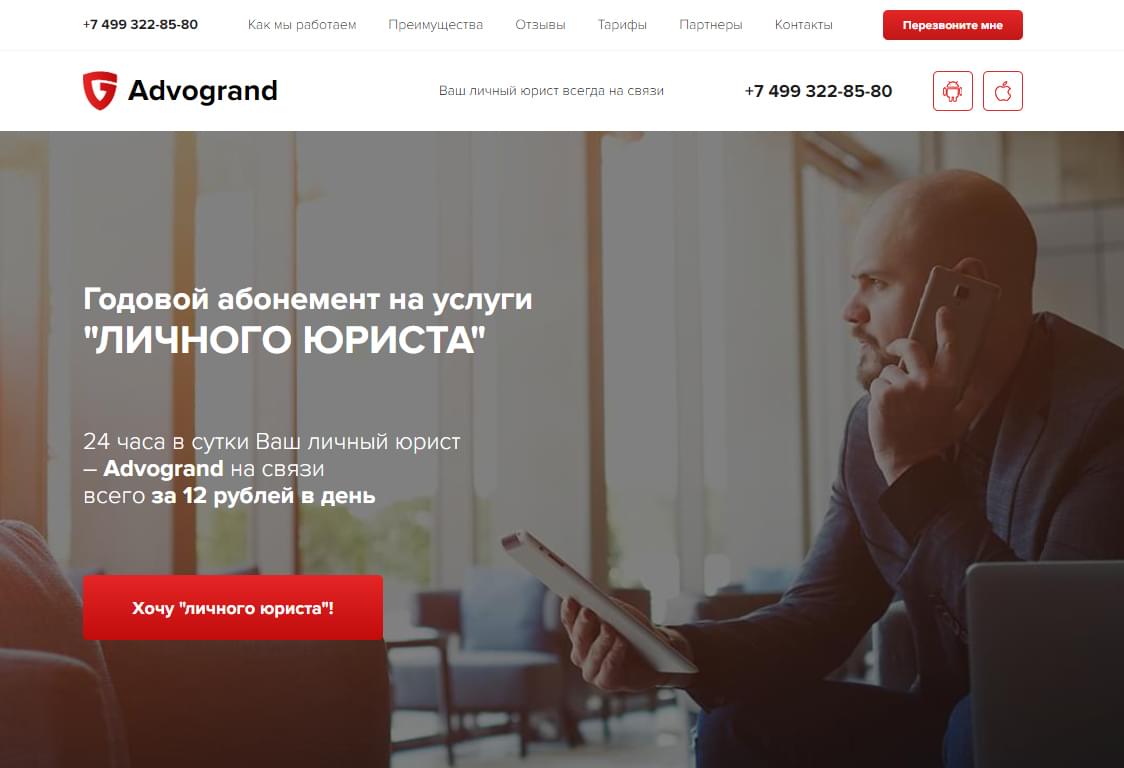 +7 499 322-85-80
Как мы работаем
Преимущества
Отзывы
Тарифы
Партнеры
Контакты
Перезвоните мне
Advogrand
Ваш личный юрист всегда на связи
+7 499 322-85-80
Годовой абонемент на услуги
"ЛИЧНОГО ЮРИСТА"
24 часа в сутки Ваш личный юрист
– Advogrand на связи
всего за 12 рублей в день
Хочу "личного юриста"!